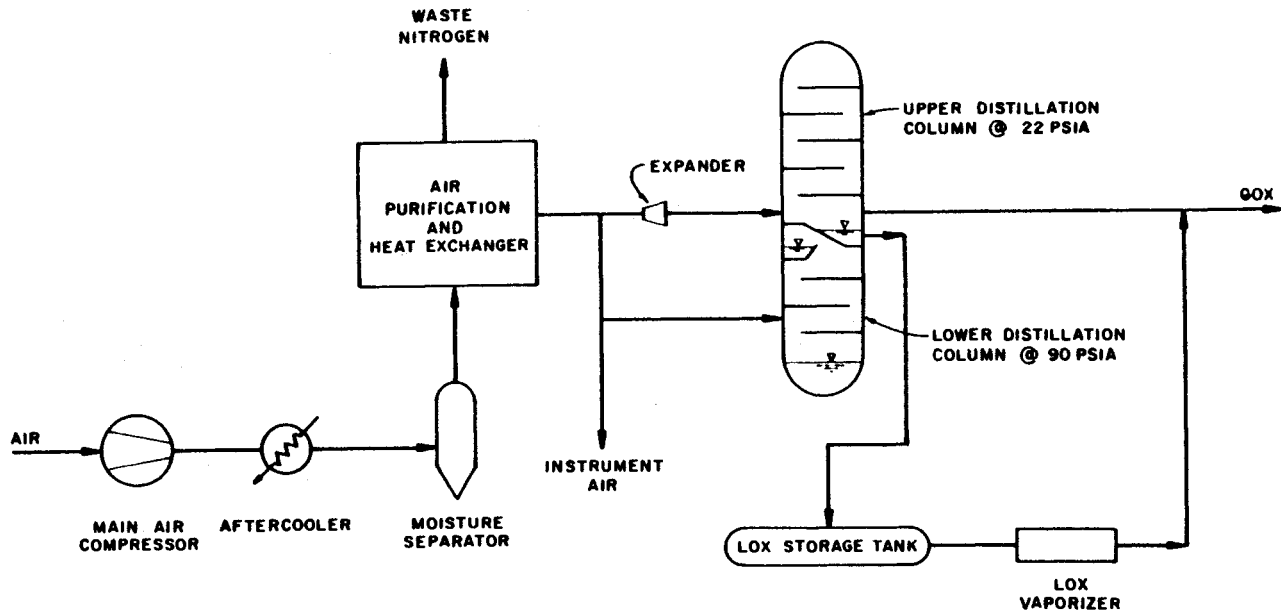 WASTE
NITROGEN
AIR
PURIFICATION
AND
HEAT EXCHANGER
EXPANDER
UPPER DISTILLATION
COLUMN @ 22 PSIA
GOX
LOWER DISTILLATION
COLUMN @ 90 PSIA
AIR
MAIN AIR
COMPRESSOR
AFTERCOOLER
MOISTURE
SEPARATOR
INSTRUMENT
AIR
LOX STORAGE TANK
LOX
VAPORIZER